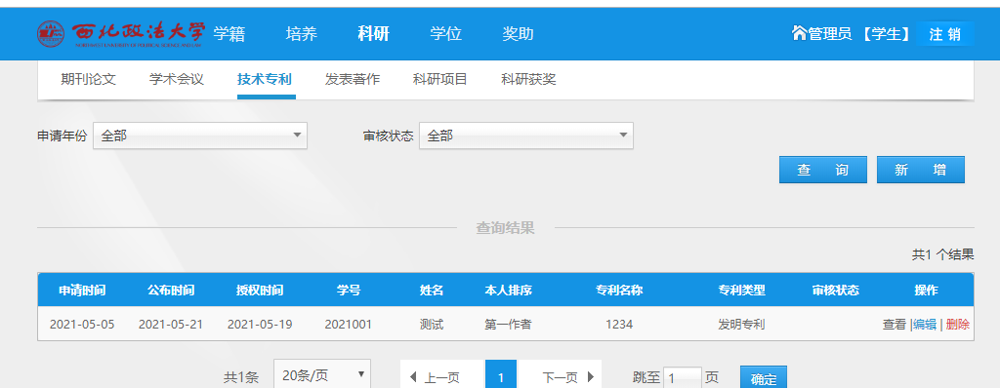 西北政法大学 学籍 培养 科研 学位 奖助 管理员 【学生】 注 销
NORTHWEST UNIVERSITY OF POLITICAL SCIENCE AND LAW
期刊论文 学术会议 技术专利 发表著作 科研项目 科研获奖
申请年份 全部 审核状态 全部
查 询 新 增
查询结果
共1 个结果
申请时间 公布时间 授权时间 学号 姓名 本人排序 专利名称 专利类型 审核状态 操作
2021-05-05 2021-05-21 2021-05-19 2021001 测试 第一作者 1234 发明专利 查看 |编辑 | 删除
共1条 20条/页 上一页 1 下一页 跳至 1 页 确定